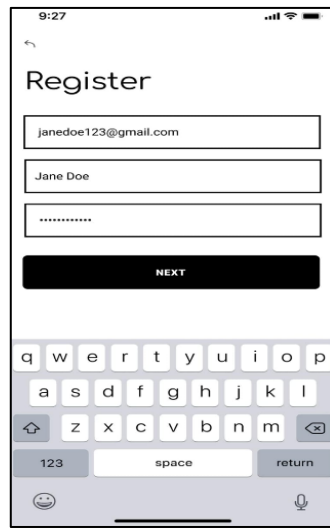 9:27
Register
janedoe123@gmail.com
Jane Doe
••••••••••••
NEXT
q w e r t y u i o p
a s d f g h j k l
z x c v b n m
123 space return